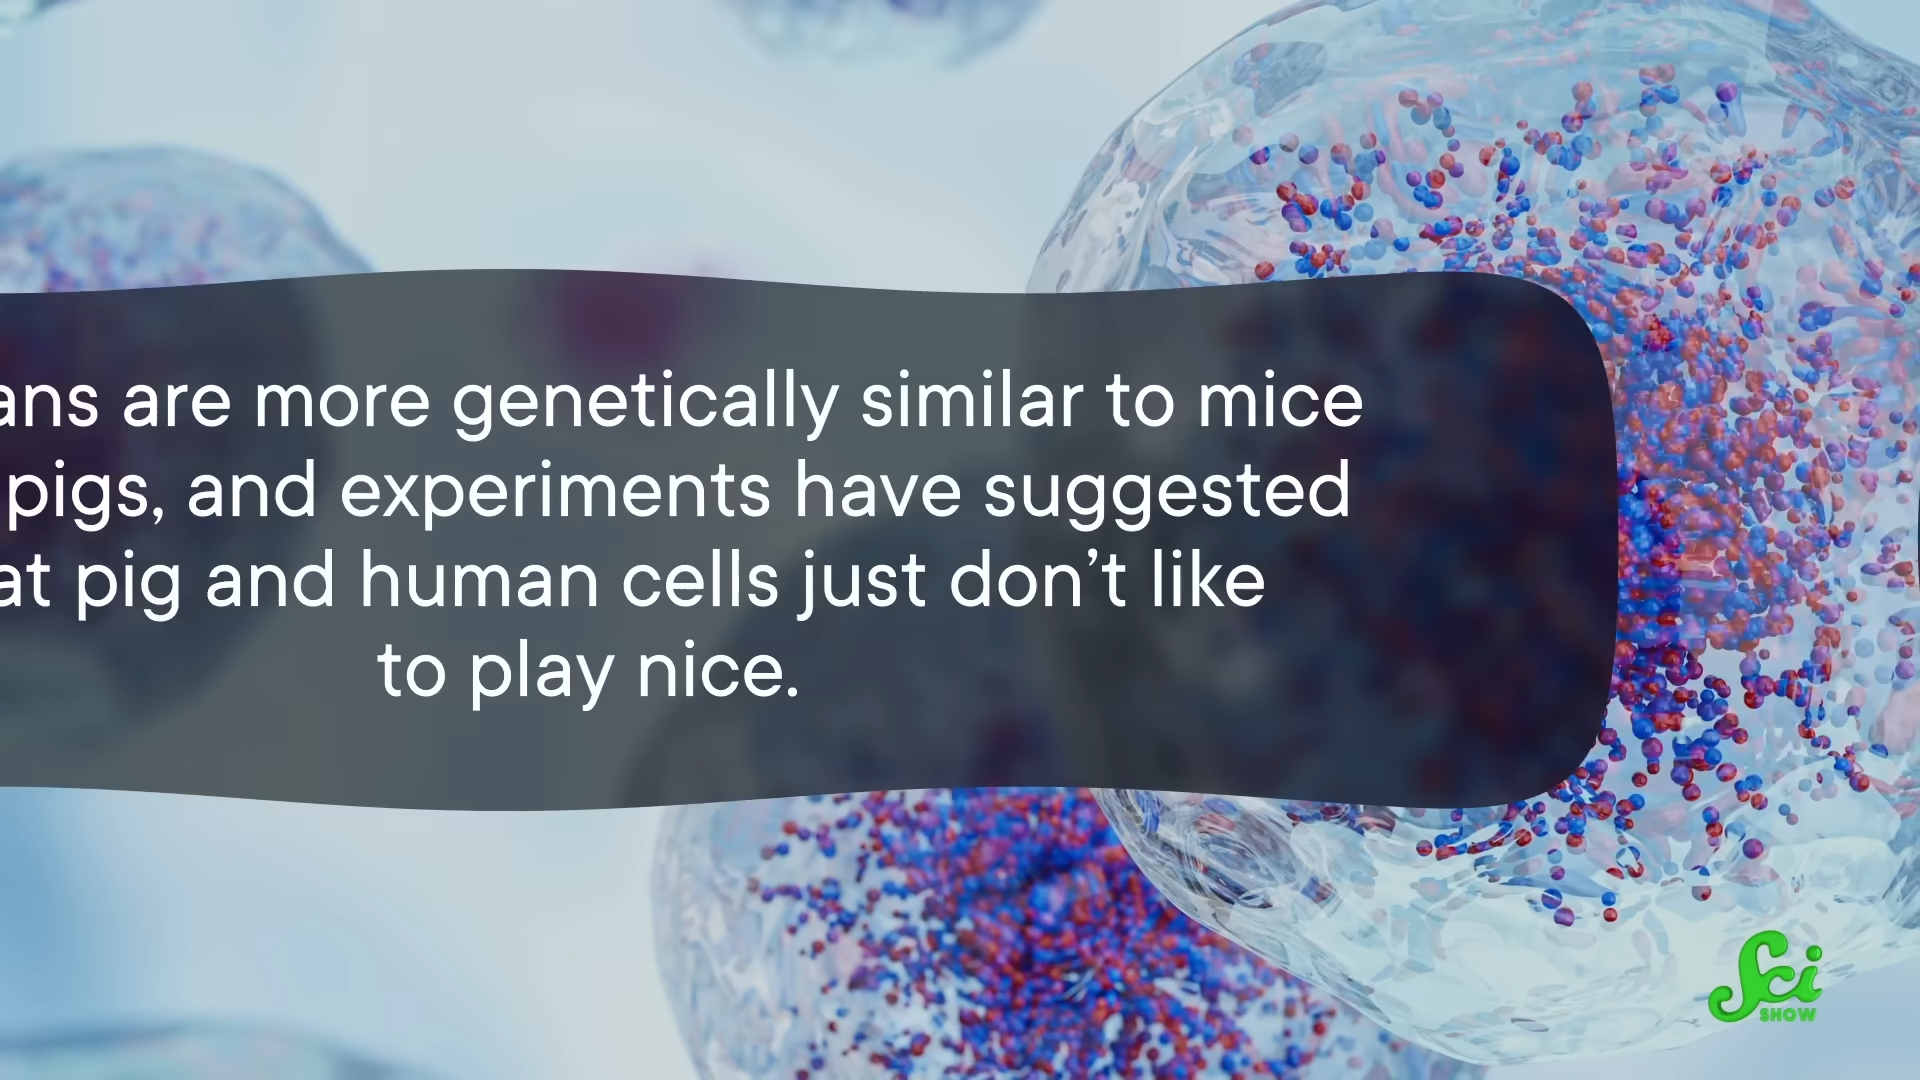 ans are more genetically similar to mice
pigs, and experiments have suggested
at pig and human cells just don't like
to play nice.
Sci
SHOW